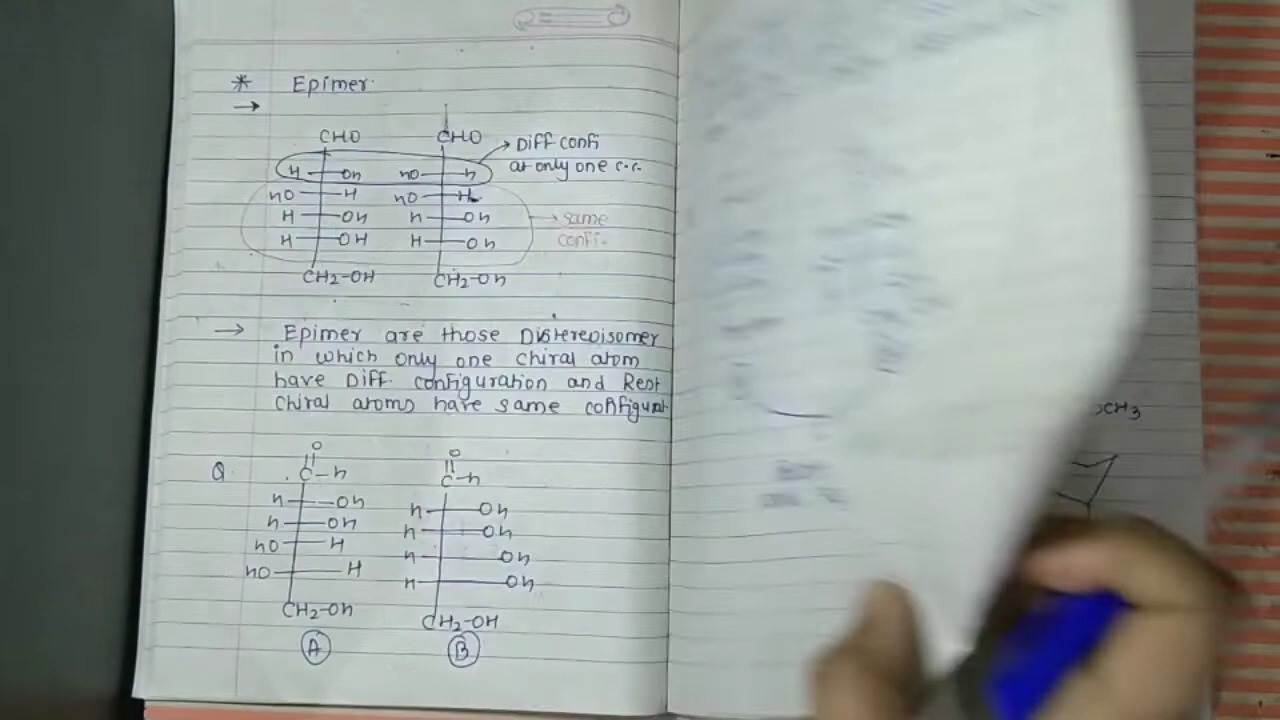 * Epimer
→
CHO CHO → Diff confi
H OH HO H at only one c.c.
HO H HO H
H OH H OH → same
H OH H OH confi.
CH2-OH CH2-OH
→ Epimer are those Distereoisomer
in which only one chiral atom
have Diff. configuration and Rest
chiral atoms have same configurat
Q O O
C-H C-H
H OH H OH
H OH H OH
HO H H OH
HO H H OH
CH2-OH CH2-OH
A B
OCH3